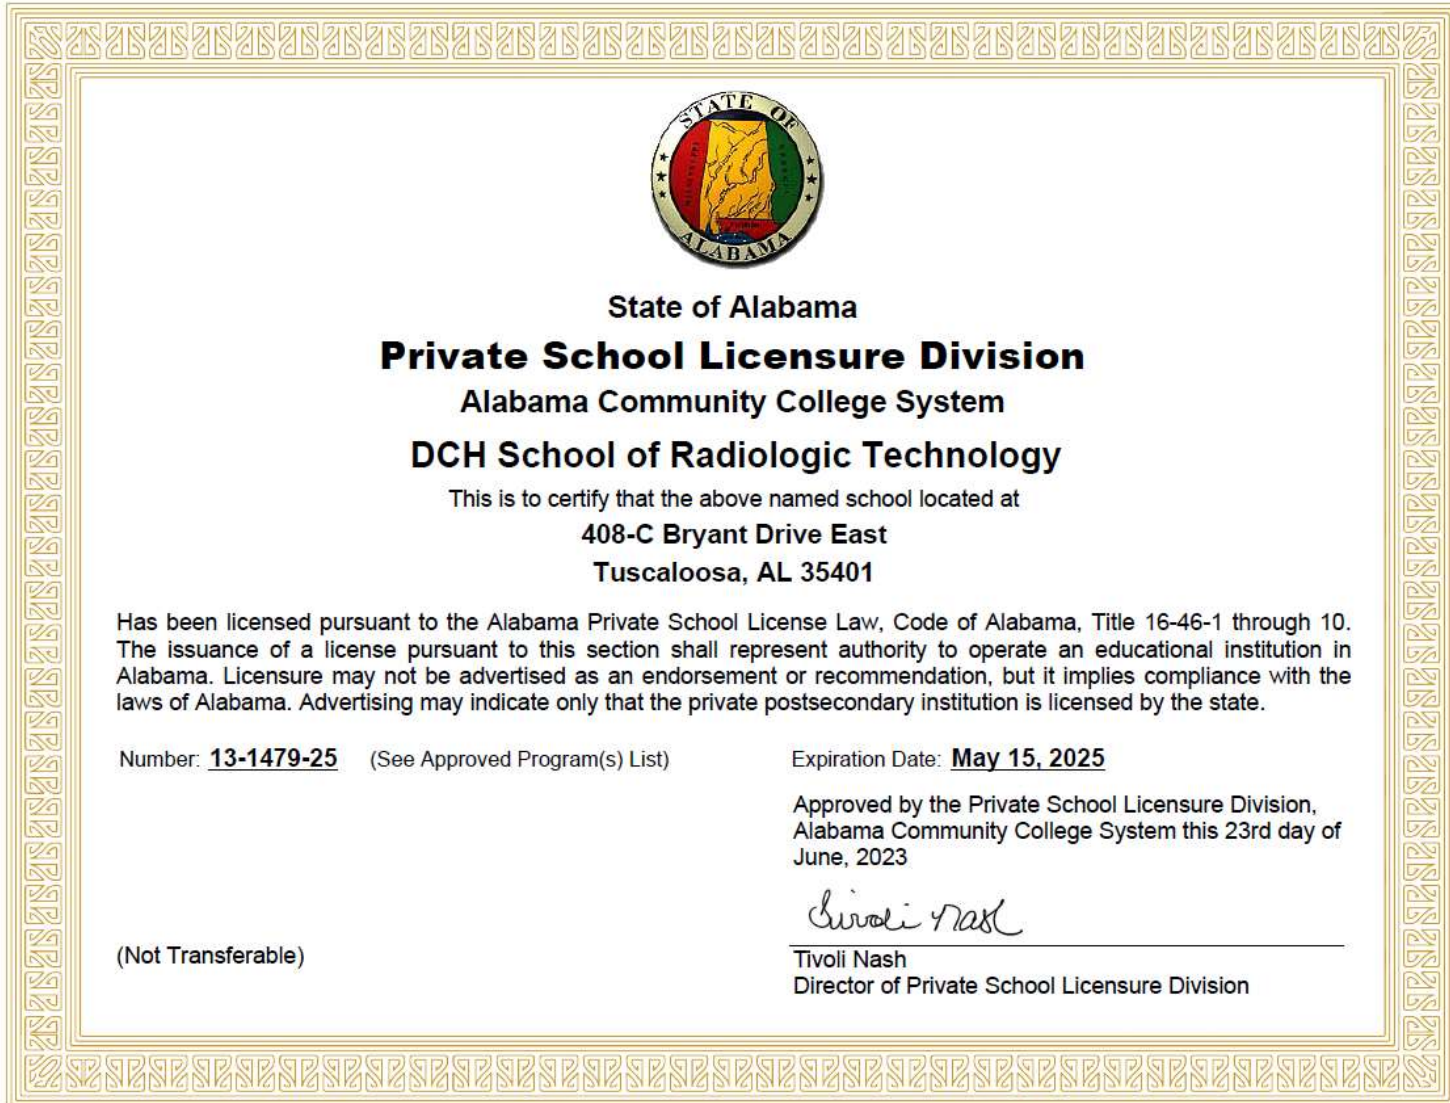 STATE OF
ALABAMA
State of Alabama
Private School Licensure Division
Alabama Community College System
DCH School of Radiologic Technology
This is to certify that the above named school located at
408-C Bryant Drive East
Tuscaloosa, AL 35401
Has been licensed pursuant to the Alabama Private School License Law, Code of Alabama, Title 16-46-1 through 10.
The issuance of a license pursuant to this section shall represent authority to operate an educational institution in
Alabama. Licensure may not be advertised as an endorsement or recommendation, but it implies compliance with the
laws of Alabama. Advertising may indicate only that the private postsecondary institution is licensed by the state.
Number: 13-1479-25 (See Approved Program(s) List) Expiration Date: May 15, 2025
Approved by the Private School Licensure Division,
Alabama Community College System this 23rd day of
June, 2023
Tivoli Nash
(Not Transferable)
Tivoli Nash
Director of Private School Licensure Division